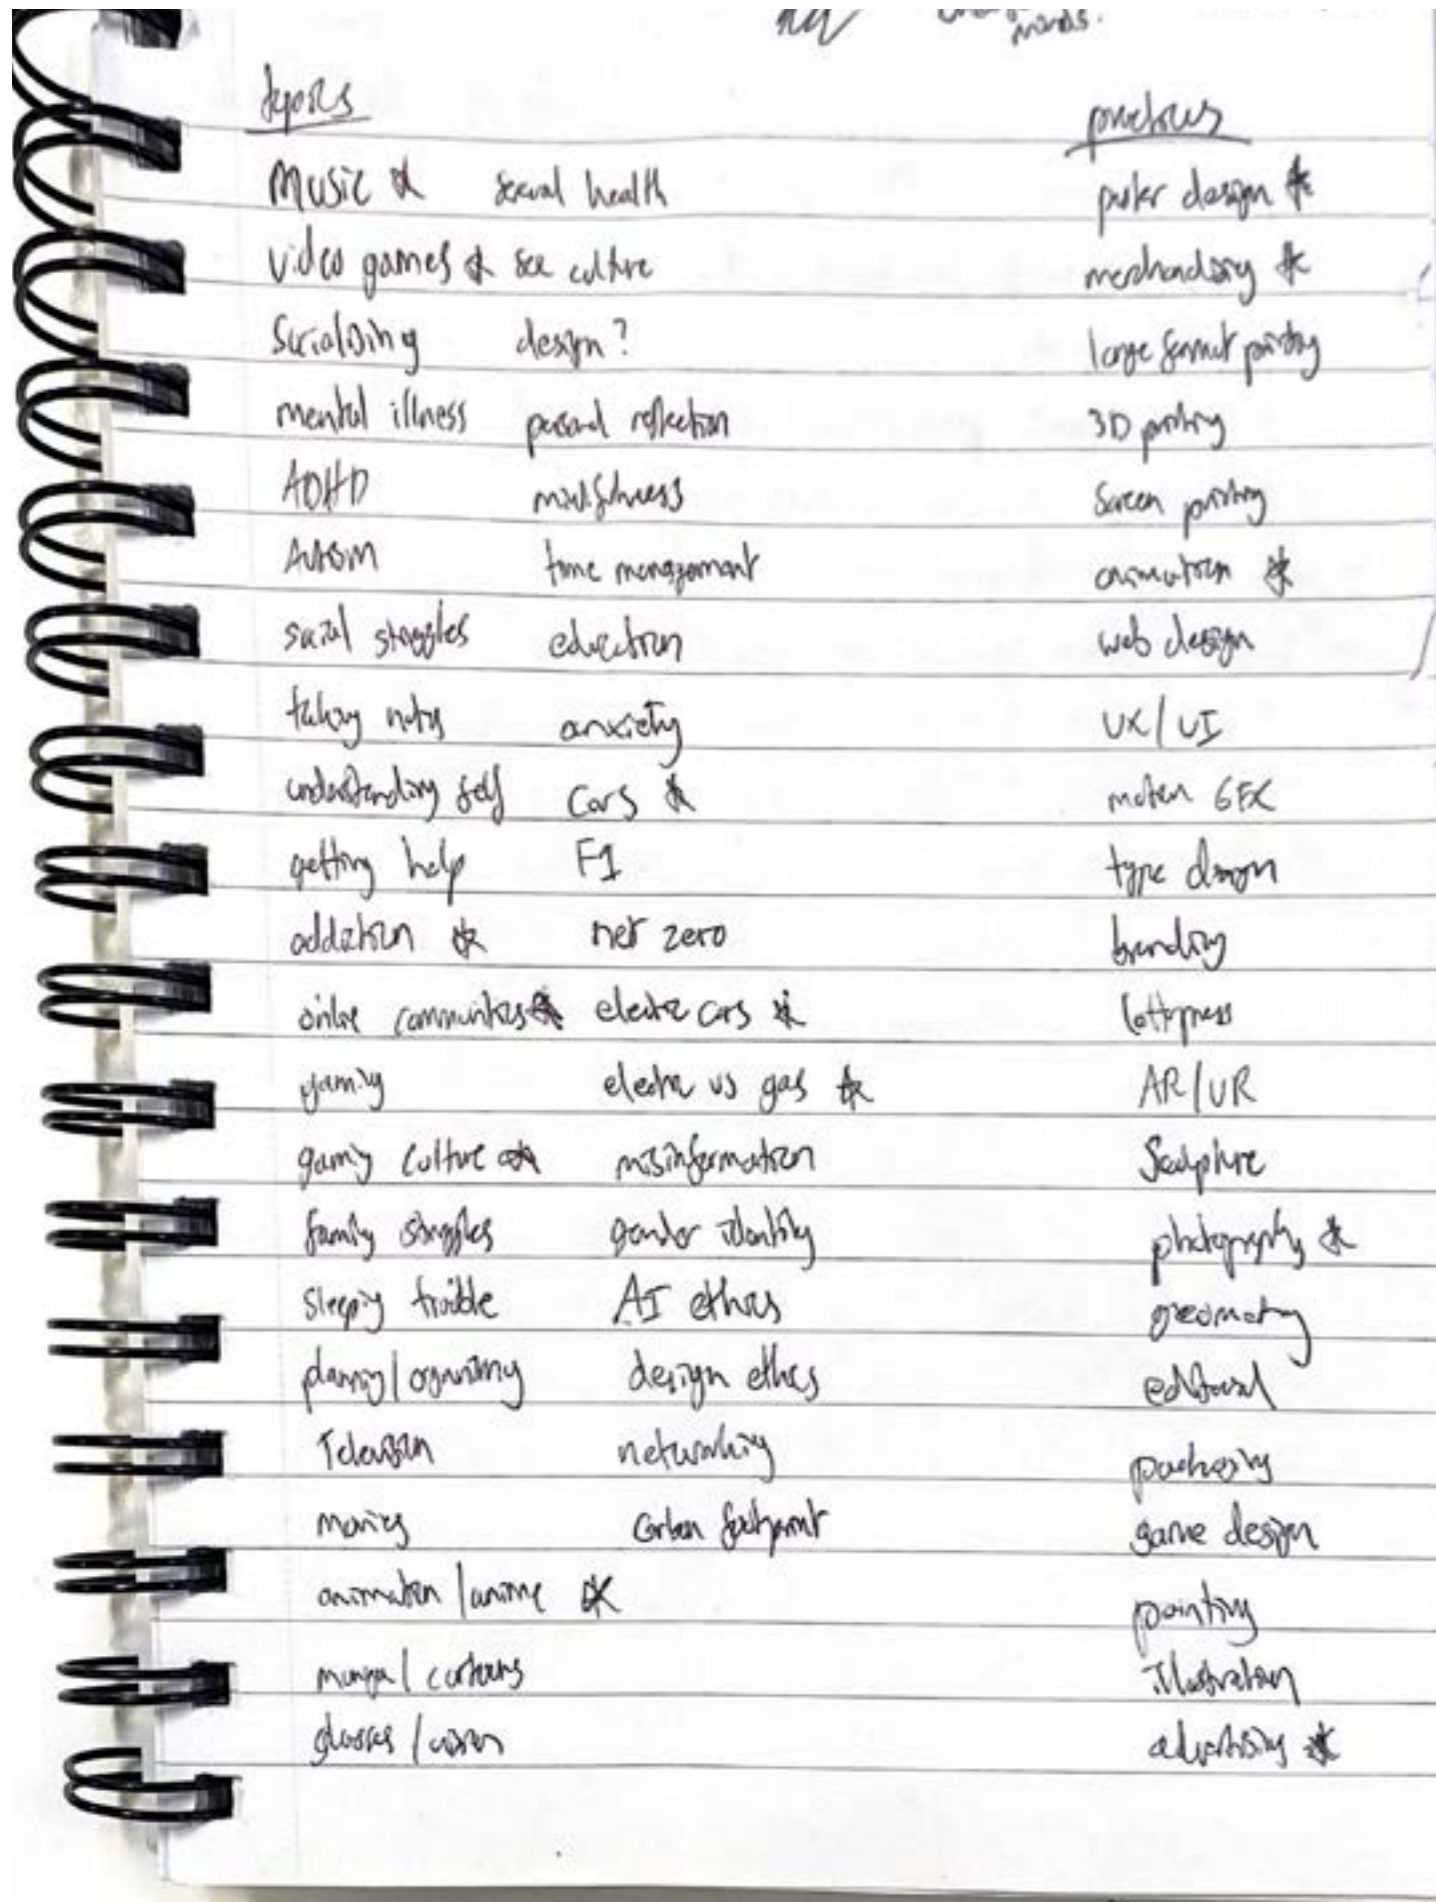 minds.
topics
practices
music * sexual health
poster design *
video games * sex culture
merchandising *
Socializing design?
large format printing
mental illness personal reflection
3D printing
ADHD mindfulness
Screen printing
Autism time management
animation *
social struggles education
web design
taking notes anxiety
UX/UI
understanding self cars *
motion GFX
getting help F1
type design
addiction * net zero
branding
online communities * electric cars *
letterpress
gaming electric vs gas *
AR/VR
gaming culture * misinformation
Sculpture
family struggles gender identity
photography *
sleeping trouble AI ethics
geometry
planning/organizing design ethics
editorial
Television networking
packaging
movies carbon footprint
game design
animation/anime *
painting
manga/cartoons
illustration
glasses/vision
advertising *